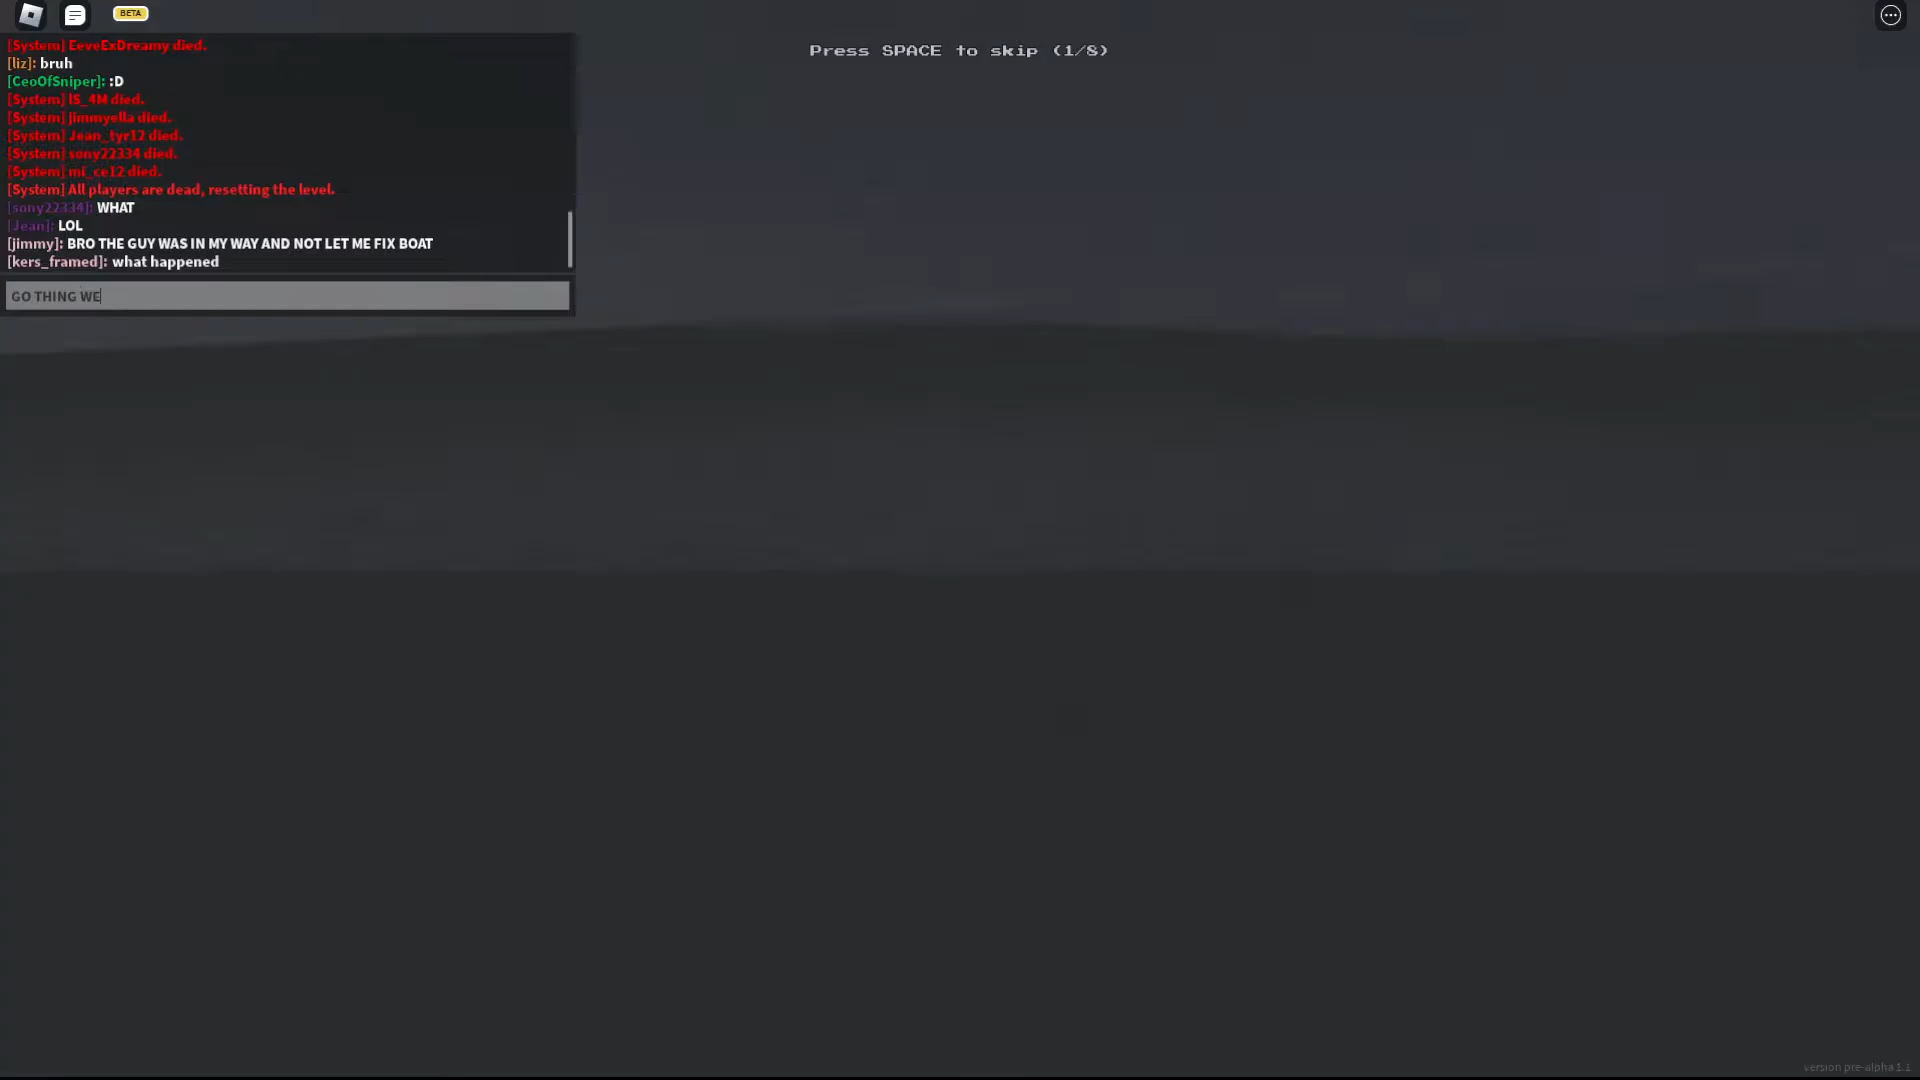 BETA
Press SPACE to skip (1/8)
[System] EeveExDreamy died.
[liz]: bruh
[CeoOfSniper]: :D
[System] lS_4M died.
[System] jimmyella died.
[System] Jean_tyr12 died.
[System] sony22334 died.
[System] mi_ce12 died.
[System] All players are dead, resetting the level.
[sony22334]: WHAT
[Jean]: LOL
[jimmy]: BRO THE GUY WAS IN MY WAY AND NOT LET ME FIX BOAT
[kers_framed]: what happened
GO THING WE
version pre-alpha 1.1